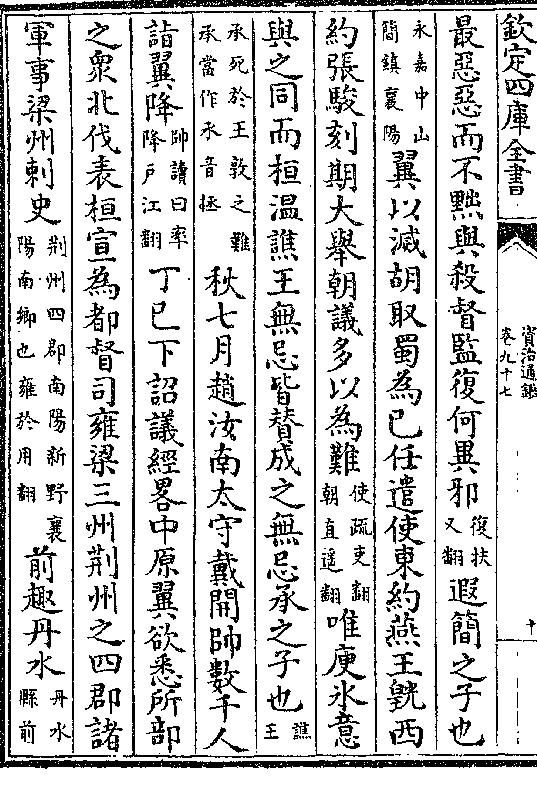 欽定四庫全書
資治通鑑
卷九十七
十
最惡惡而不黜與殺督監復何異邪復扶又翻遐簡之子也
永嘉中山簡鎮襄陽翼以滅胡取蜀為已任遣使東約燕王皝西
約張駿刻期大舉朝議多以為難使疏吏翻朝直遥翻唯庾氷意
與之同而桓温譙王無忌皆賛成之無忌承之子也譙王
承死於王敦之難承當作氶音拯秋七月趙汝南太守戴開帥數千人
詣翼降帥讀曰率降戶江翻丁巳下詔議經畧中原翼欲悉所部
之衆北伐表桓宣為都督司雍梁三州荆州之四郡諸
軍事梁州刺史荆州四郡南陽新野襄陽南鄉也雍於用翻前趣丹水丹水縣前